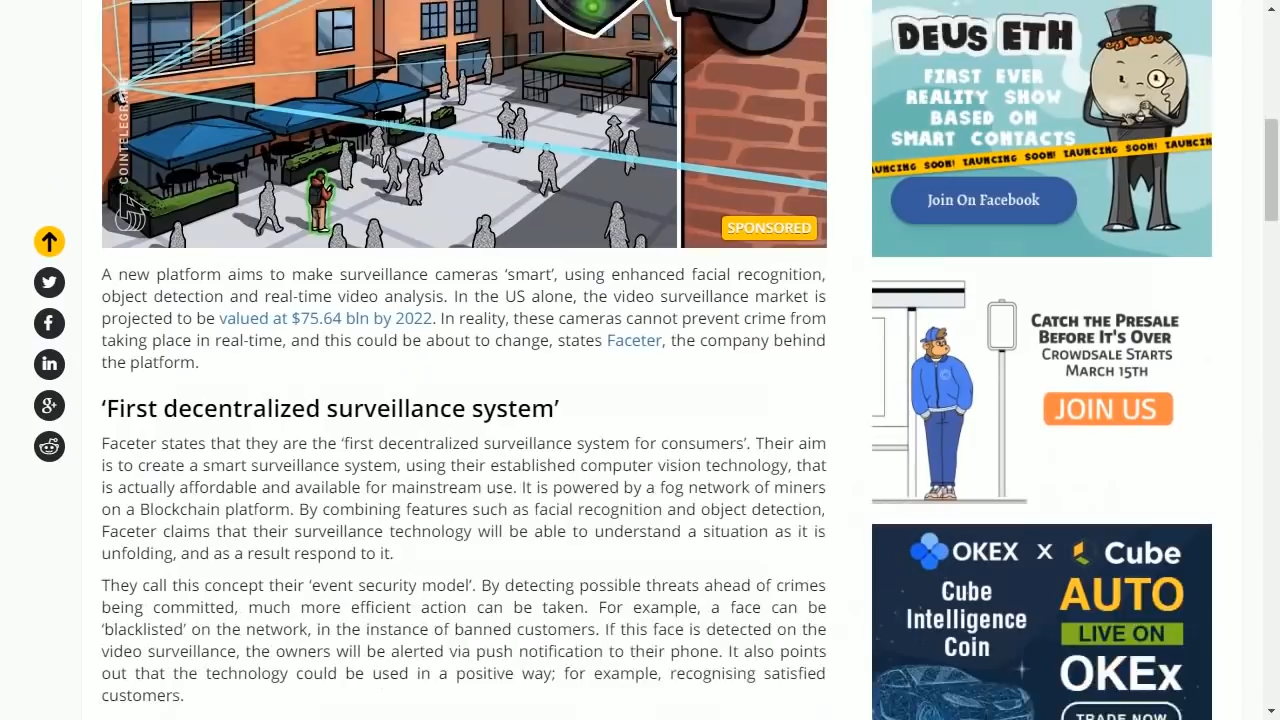 COINTELEGRAPH
SPONSORED
A new platform aims to make surveillance cameras ‘smart’, using enhanced facial recognition,
object detection and real-time video analysis. In the US alone, the video surveillance market is
projected to be valued at $75.64 bln by 2022. In reality, these cameras cannot prevent crime from
taking place in real-time, and this could be about to change, states Faceter, the company behind
the platform.
‘First decentralized surveillance system’
Faceter states that they are the ‘first decentralized surveillance system for consumers’. Their aim
is to create a smart surveillance system, using their established computer vision technology, that
is actually affordable and available for mainstream use. It is powered by a fog network of miners
on a Blockchain platform. By combining features such as facial recognition and object detection,
Faceter claims that their surveillance technology will be able to understand a situation as it is
unfolding, and as a result respond to it.
They call this concept their ‘event security model’. By detecting possible threats ahead of crimes
being committed, much more efficient action can be taken. For example, a face can be
‘blacklisted’ on the network, in the instance of banned customers. If this face is detected on the
video surveillance, the owners will be alerted via push notification to their phone. It also points
out that the technology could be used in a positive way; for example, recognising satisfied
customers.
DEUS ETH
FIRST EVER
REALITY SHOW
BASED ON
SMART CONTACTS
LAUNCING SOON! LAUNCING SOON! LAUNCING SOON! LAUNCING
Join On Facebook
CATCH THE PRESALE
BEFORE IT'S OVER
CROWDSALE STARTS
MARCH 15TH
JOIN US
OKEX X Cube
Cube
Intelligence
Coin
AUTO
LIVE ON
OKEx
TRADE NOW